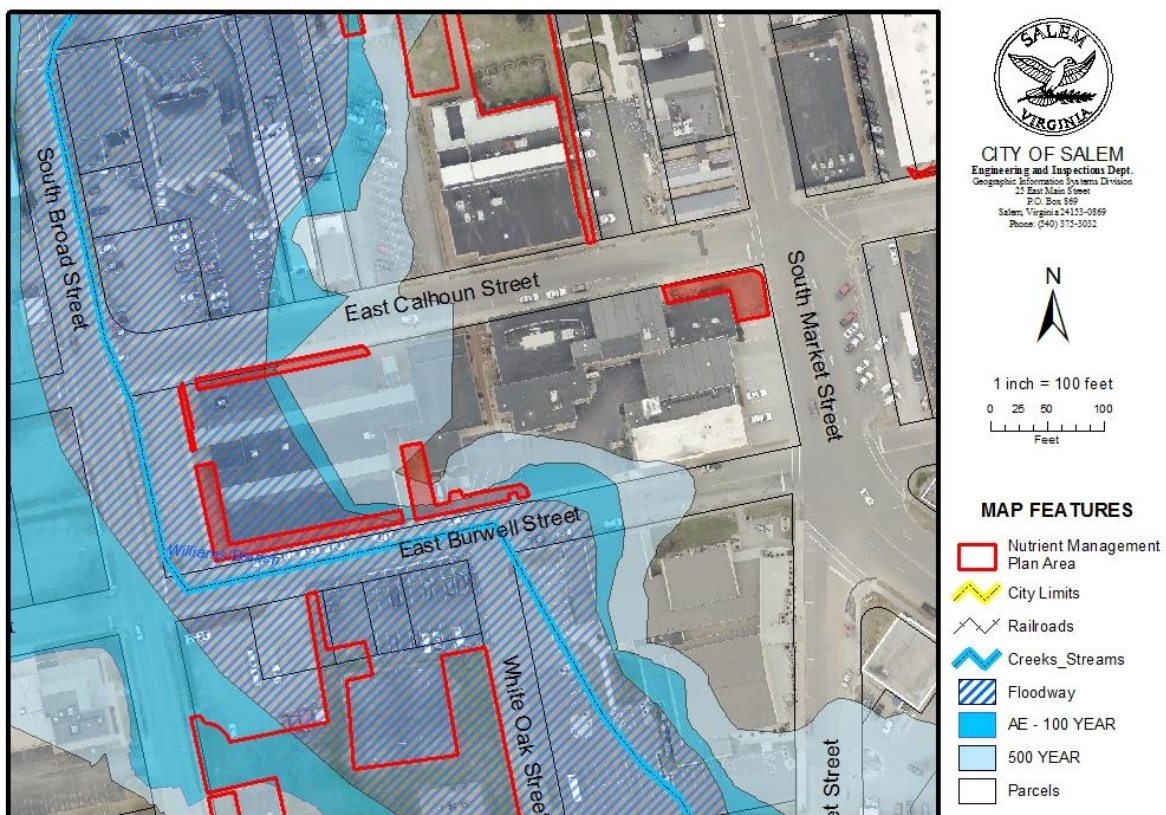 South Broad Street
East Calhoun Street
South Market Street
East Burwell Street
White Oak Street
et Street
SALEM
VIRGINIA
CITY OF SALEM
Engineering and Inspections Dept.
Geographic Information Systems Division
25 East Main Street
P.O. Box 869
Salem, Virginia 24153-0869
Phone: (540) 375-3032
N
1 inch = 100 feet
0 25 50 100
Feet
MAP FEATURES
Nutrient Management
Plan Area
City Limits
Railroads
Creeks_Streams
Floodway
AE - 100 YEAR
500 YEAR
Parcels